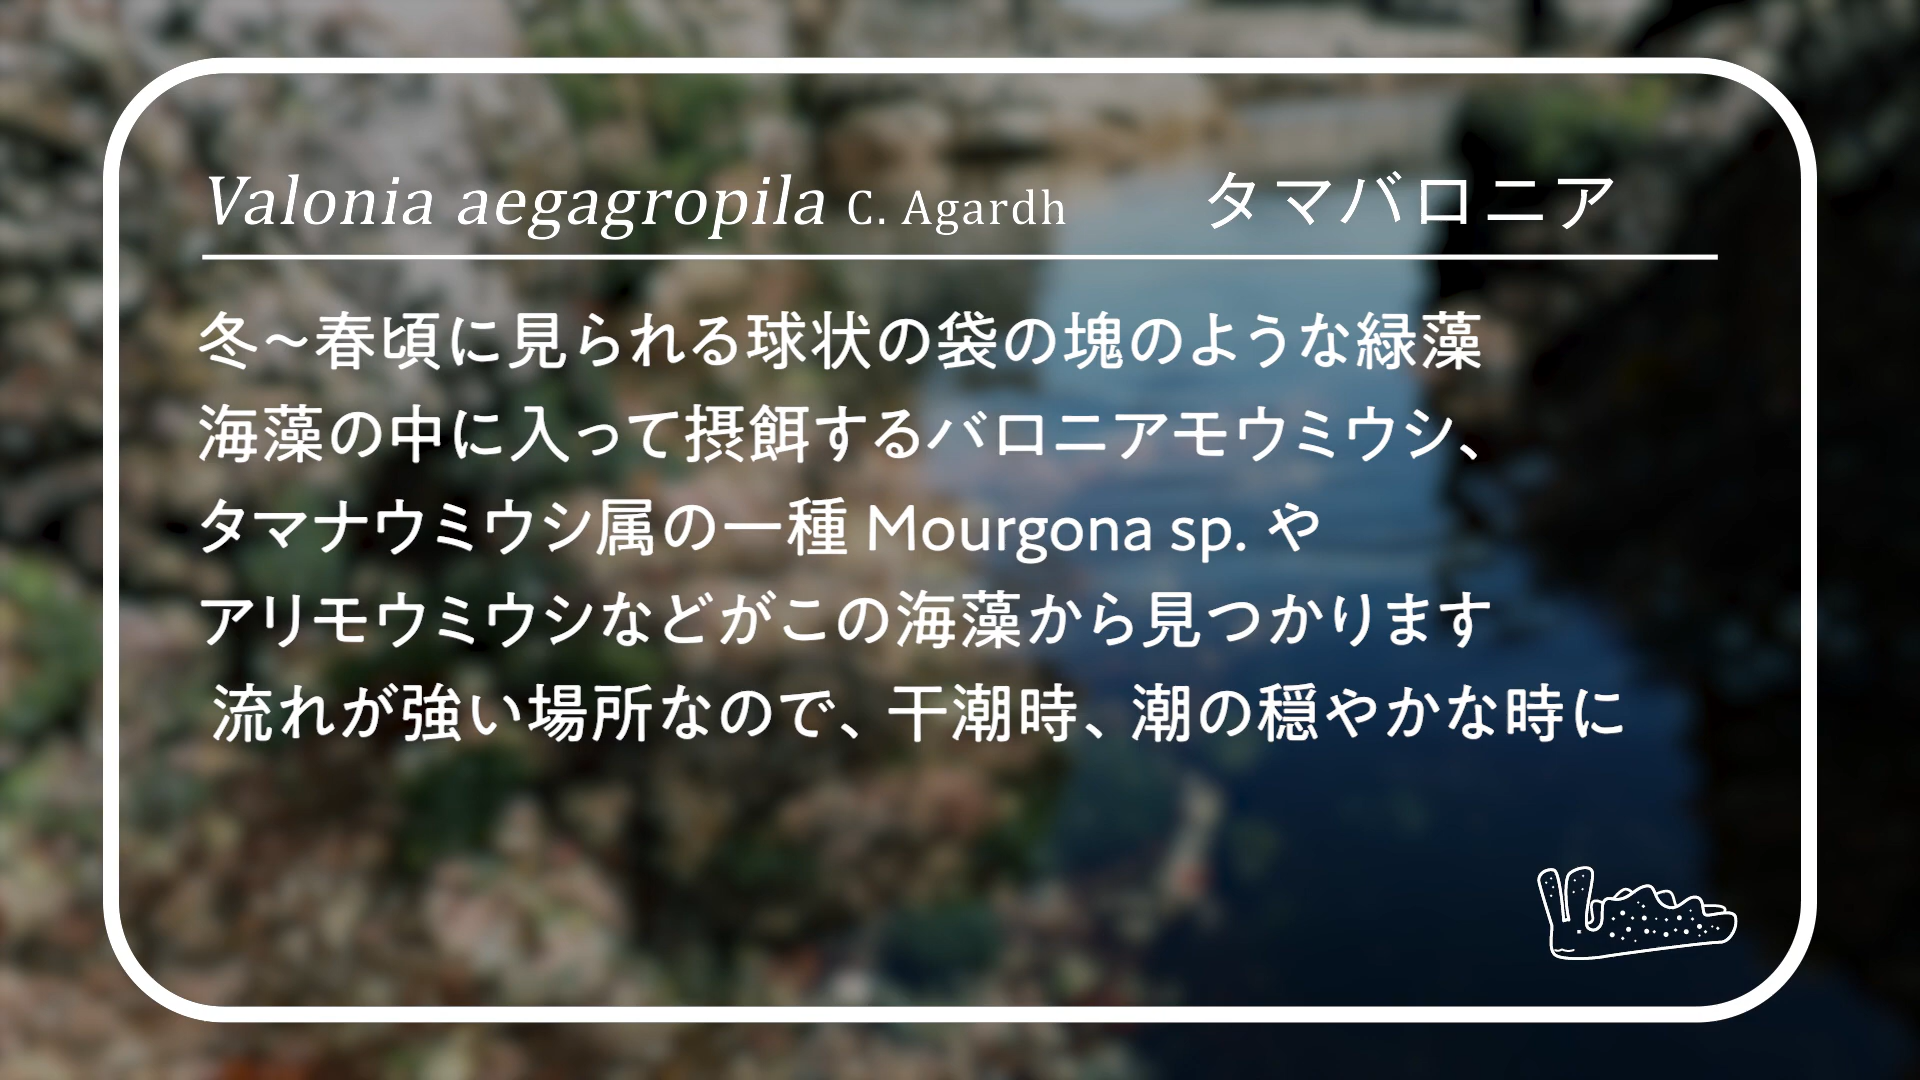 Valonia aegagropila C. Agardh タマバロニア
冬～春頃に見られる球状の袋の塊のような緑藻
海藻の中に入って摂餌するバロニアモウミウシ、
タマナウミウシ属の一種 Mourgona sp. や
アリモウミウシなどがこの海藻から見つかります
流れが強い場所なので、干潮時、潮の穏やかな時に